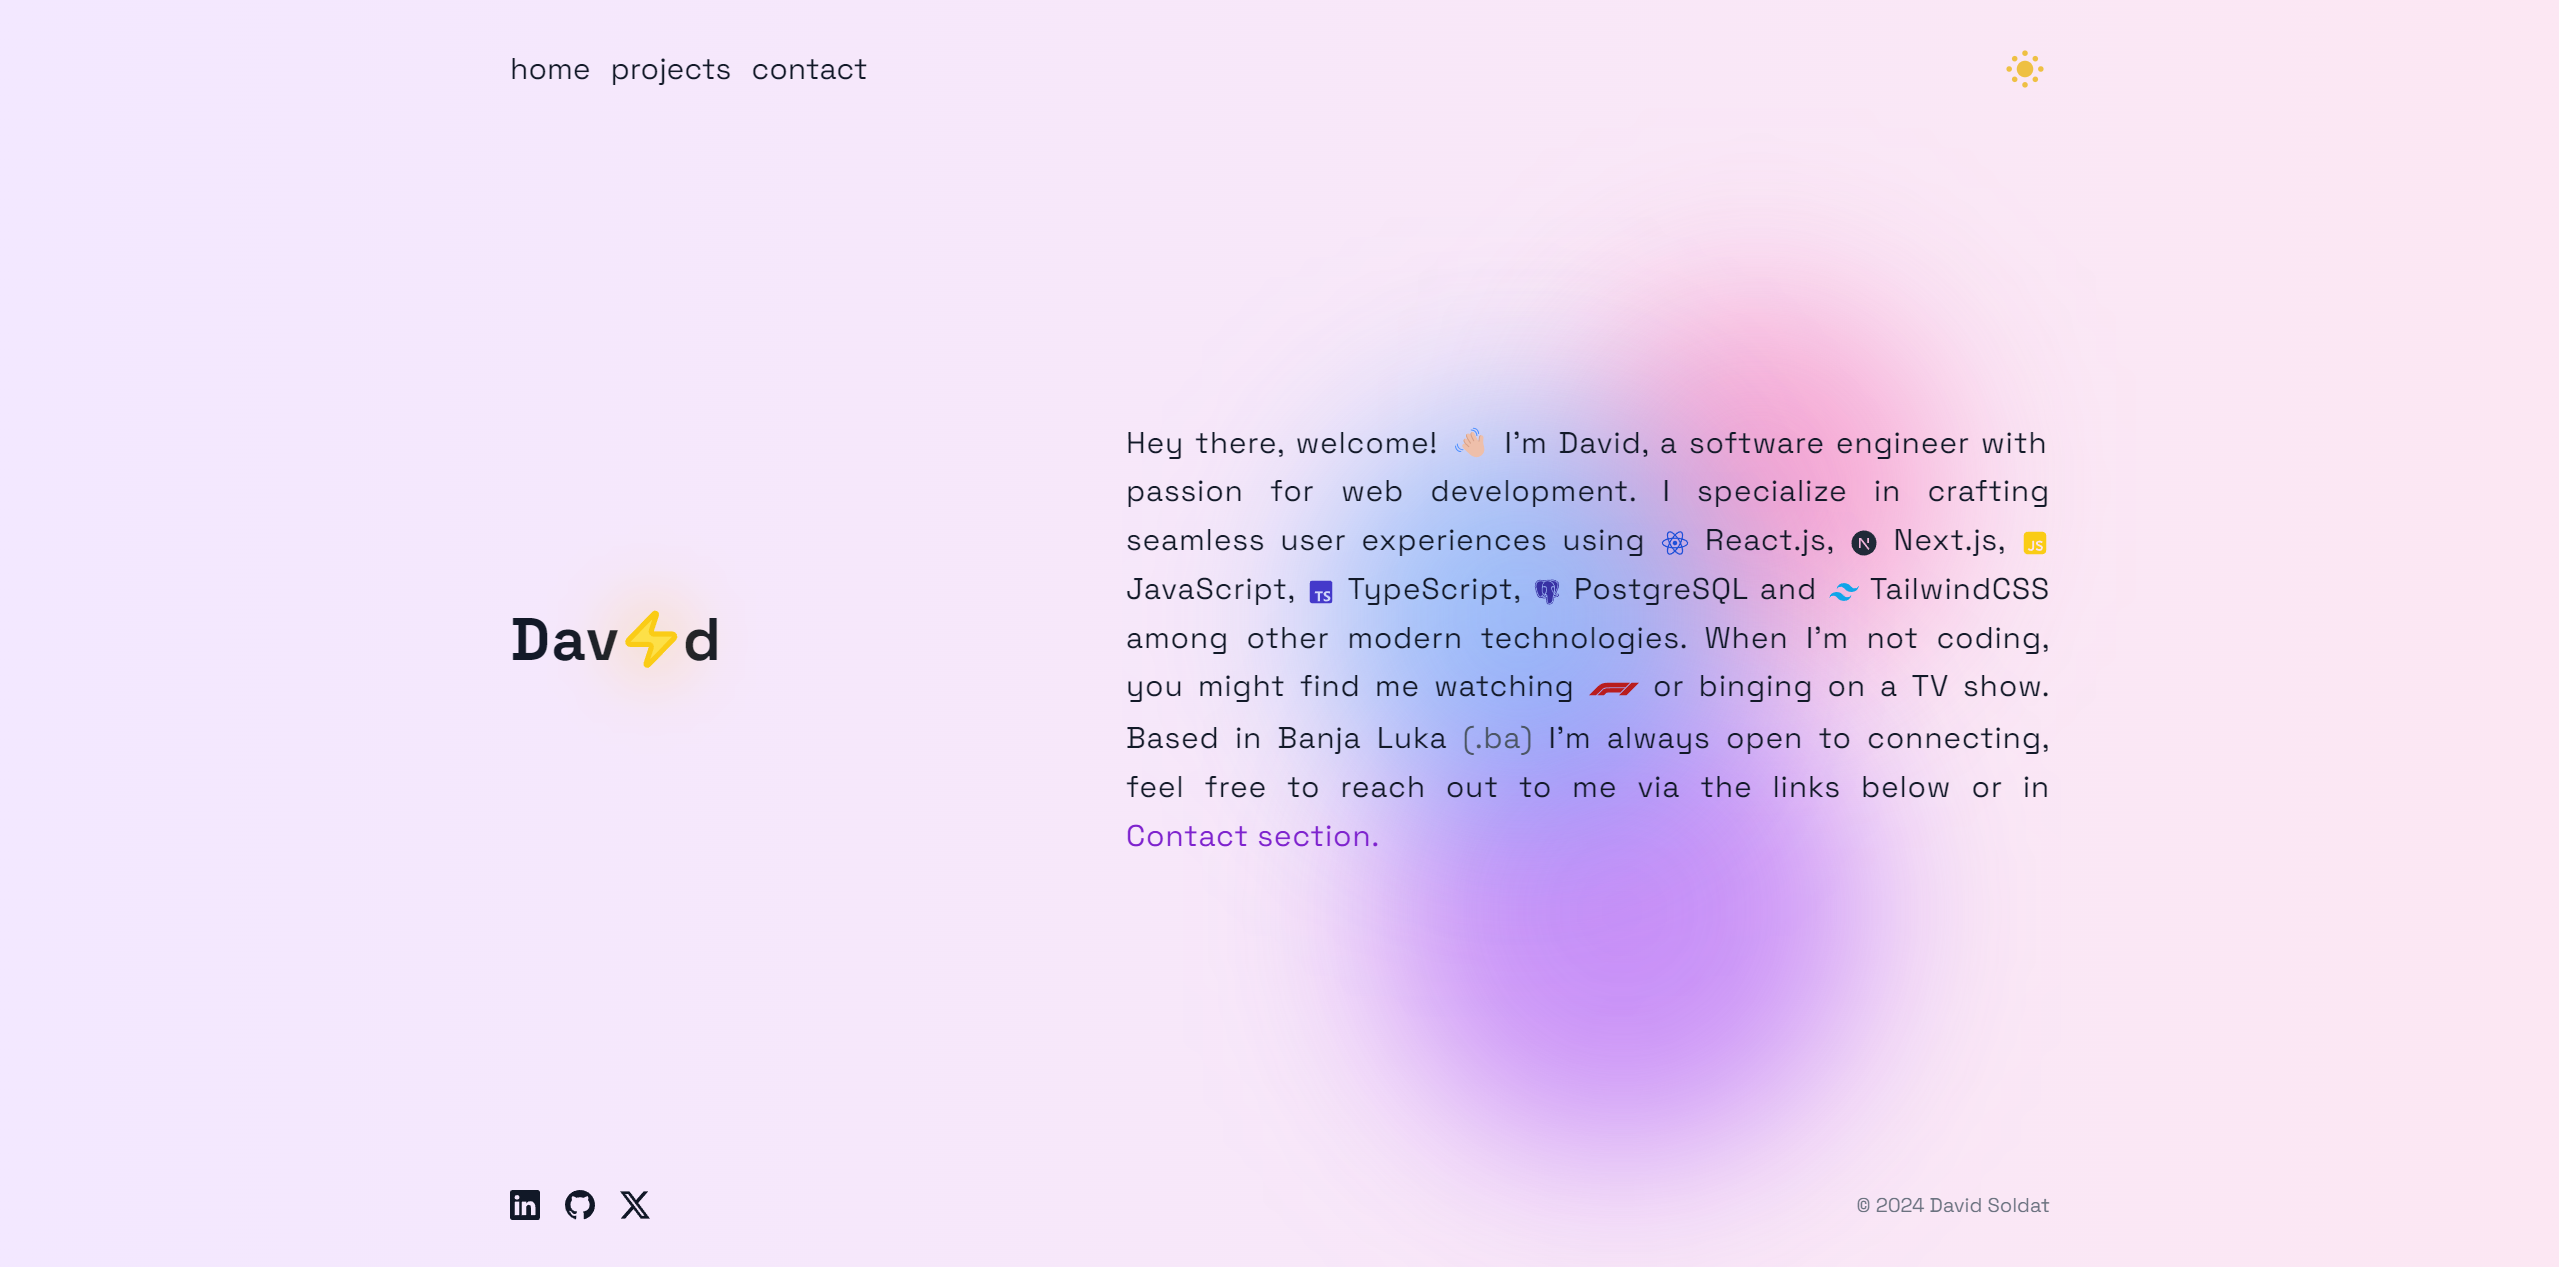 home projects contact
Hey there, welcome! 👋🏻 I’m David, a software engineer with
passion for web development. I specialize in crafting
seamless user experiences using React.js, N Next.js, JS
JavaScript, TS TypeScript, PostgreSQL and TailwindCSS
among other modern technologies. When I’m not coding,
you might find me watching F1 or binging on a TV show.
Based in Banja Luka (.ba) I’m always open to connecting,
feel free to reach out to me via the links below or in
Contact section.
Dav⚡d
in X
© 2024 David Soldat